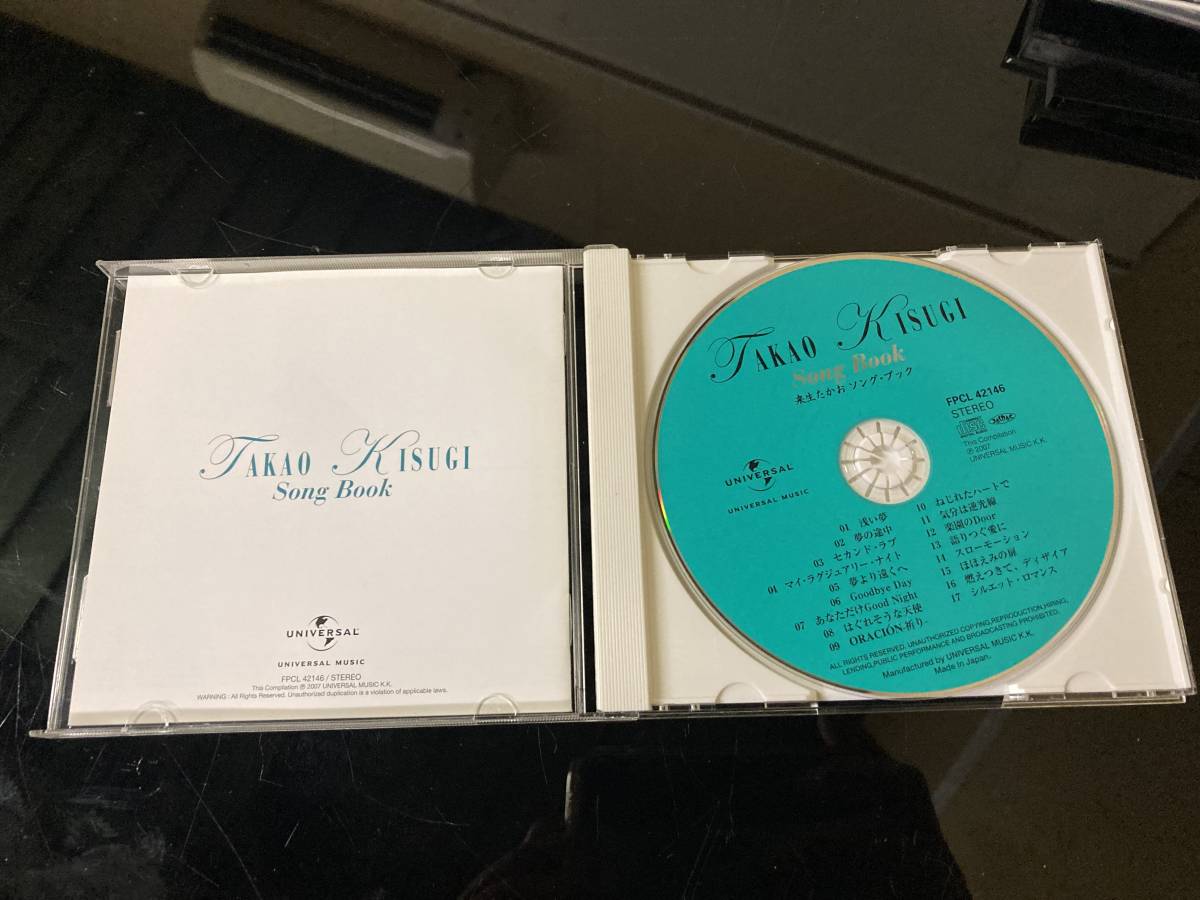 TAKAO KISUGI
Song Book
UNIVERSAL
UNIVERSAL MUSIC
FPCL 42146 / STEREO
This Compilation ℗ 2007 UNIVERSAL MUSIC K.K.
WARNING : All Rights Reserved. Unauthorized duplication is a violation of applicable laws.
TAKAO KISUGI
Song Book
来生たかお ソング・ブック
FPCL 42146
STEREO
This Compilation
℗ 2007
UNIVERSAL MUSIC K.K.
UNIVERSAL
UNIVERSAL MUSIC
01 浅い夢
02 夢の途中
03 セカンド・ラブ
04 マイ・ラグジュアリー・ナイト
05 夢より遠くへ
06 Goodbye Day
07 あなただけGood Night
08 はぐれそうな天使
09 ORACIÓN-祈り-
10 ねじれたハートで
11 気分は逆光線
12 楽園のDoor
13 語りつぐ愛に
14 スローモーション
15 ほほえみの扉
16 燃えつきて、ディザイア
17 シルエット・ロマンス
ALL RIGHTS RESERVED. UNAUTHORIZED COPYING,REPRODUCTION,HIRING,
LENDING,PUBLIC PERFORMANCE AND BROADCASTING PROHIBITED.
Manufactured by UNIVERSAL MUSIC K.K.
Made in Japan.